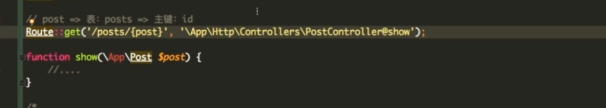 // post => 表: posts => 主键: id
Route::get('/posts/{post}', '\App\Http\Controllers\PostController@show');
function show(\App\Post $post) {
//....
}
/*